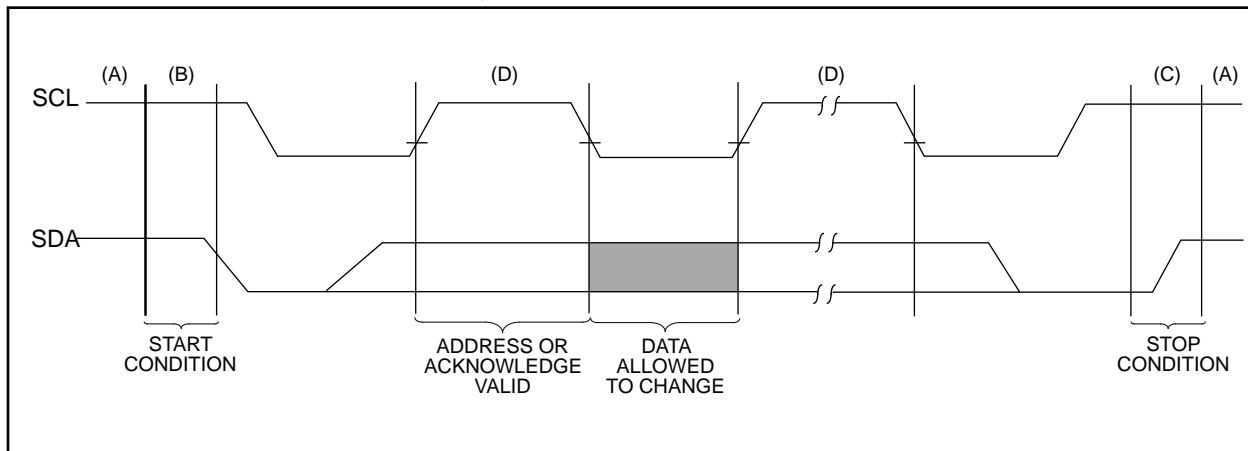 (A) (B) (D) (D) (C) (A)
SCL
SDA
START
CONDITION
ADDRESS OR
ACKNOWLEDGE
VALID
DATA
ALLOWED
TO CHANGE
STOP
CONDITION